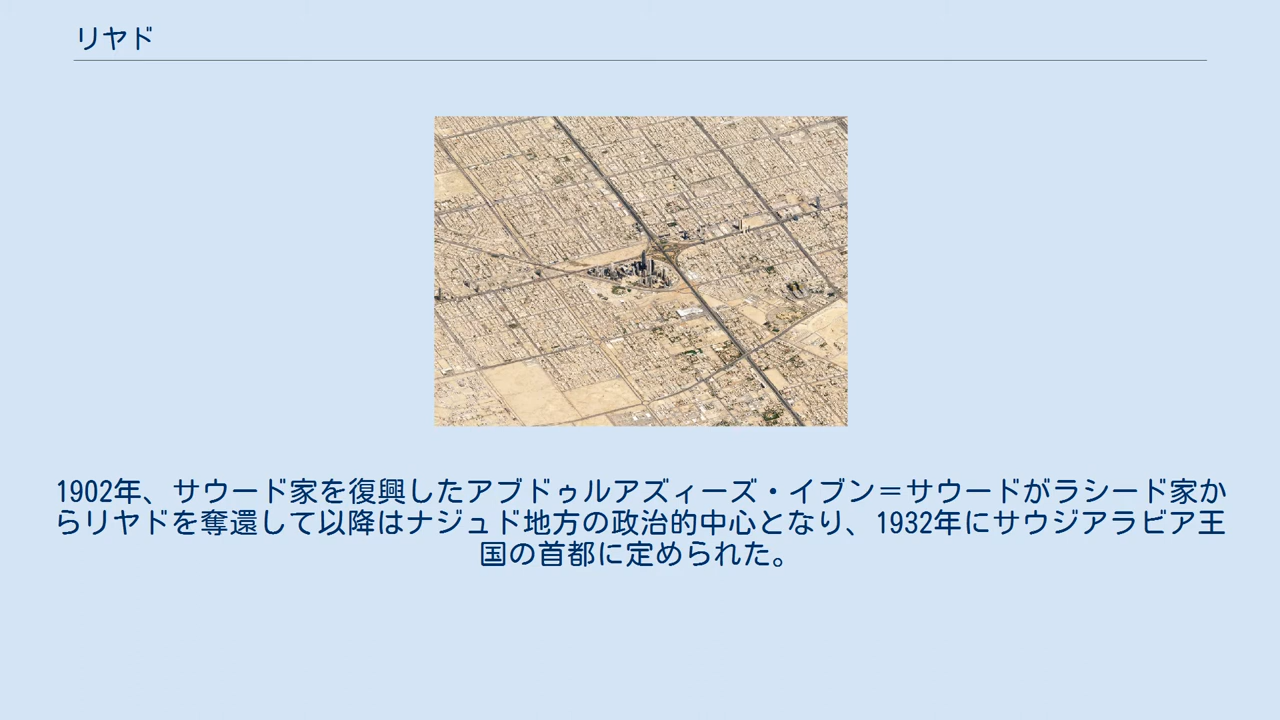 リヤド
1902年、サウード家を復興したアブドゥルアズィーズ・イブン＝サウードがラシード家か
らリヤドを奪還して以降はナジュド地方の政治的中心となり、1932年にサウジアラビア王
国の首都に定められた。